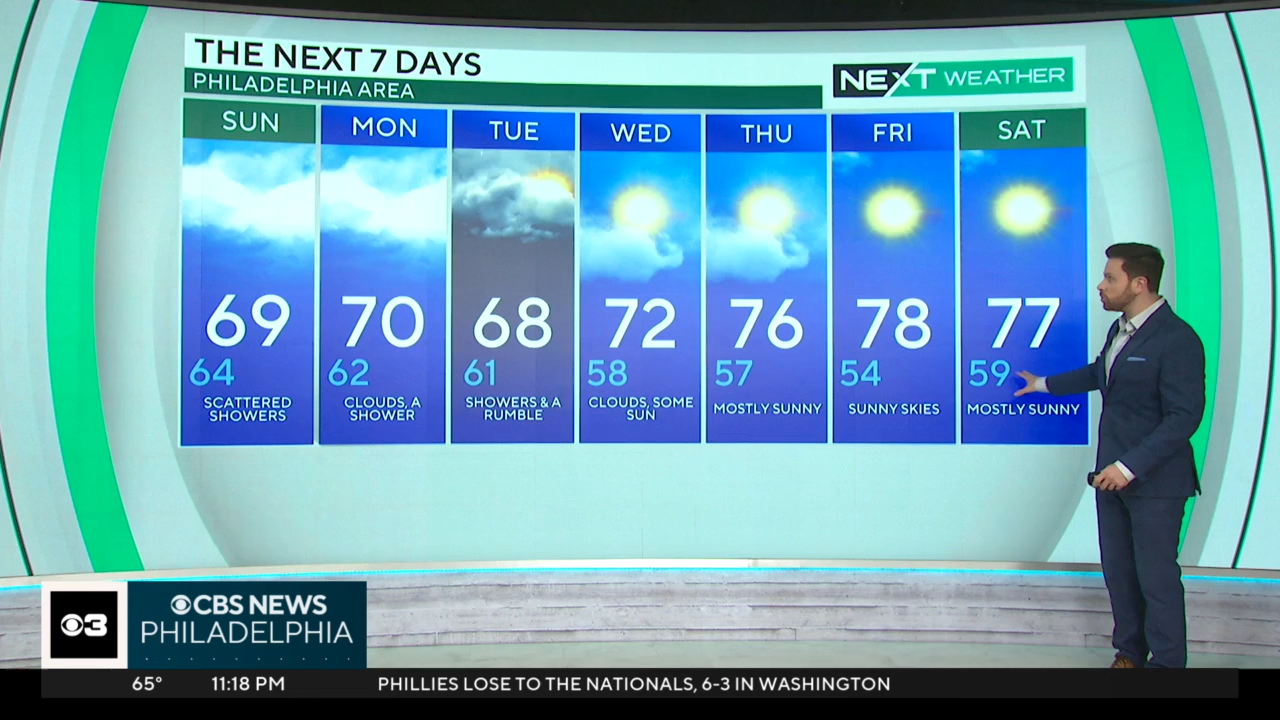 THE NEXT 7 DAYS
PHILADELPHIA AREA
NEXT WEATHER
SUN MON TUE WED THU FRI SAT
69 70 68 72 76 78 77
64 62 61 58 57 54 59
SCATTERED SHOWERS
CLOUDS, A SHOWER
SHOWERS & A RUMBLE
CLOUDS, SOME SUN
MOSTLY SUNNY
SUNNY SKIES
MOSTLY SUNNY
3
CBS NEWS
PHILADELPHIA
65° 11:18 PM PHILLIES LOSE TO THE NATIONALS, 6-3 IN WASHINGTON